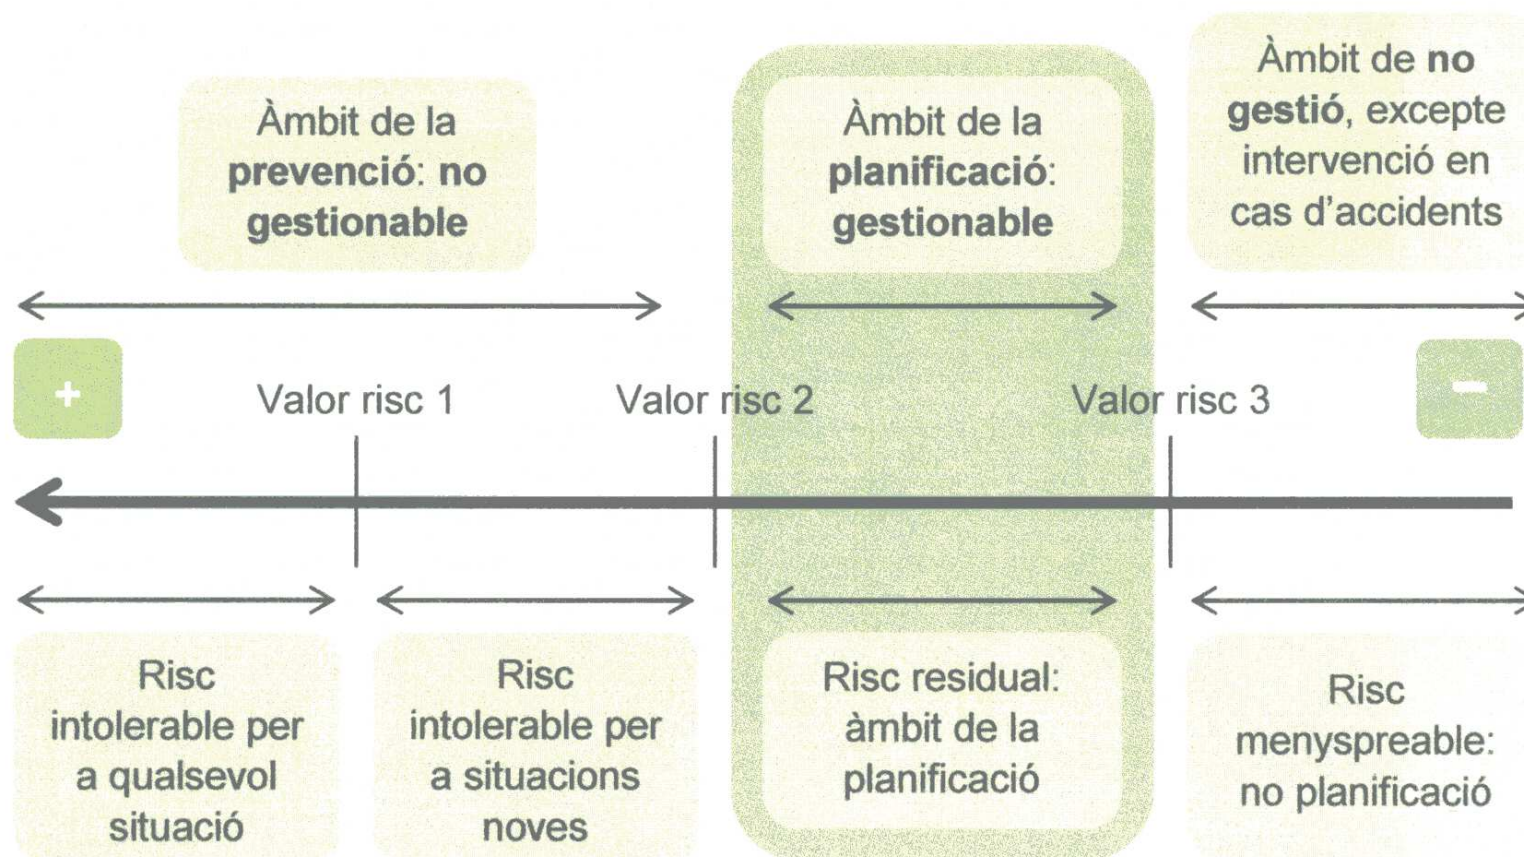 Àmbit de la
prevenció: no
gestionable
Àmbit de la
planificació:
gestionable
Àmbit de no
gestió, excepte
intervenció en
cas d'accidents
+
Valor risc 1
Valor risc 2
Valor risc 3
-
Risc
intolerable per
a qualsevol
situació
Risc
intolerable per
a situacions
noves
Risc residual:
àmbit de la
planificació
Risc
menyspreable:
no planificació